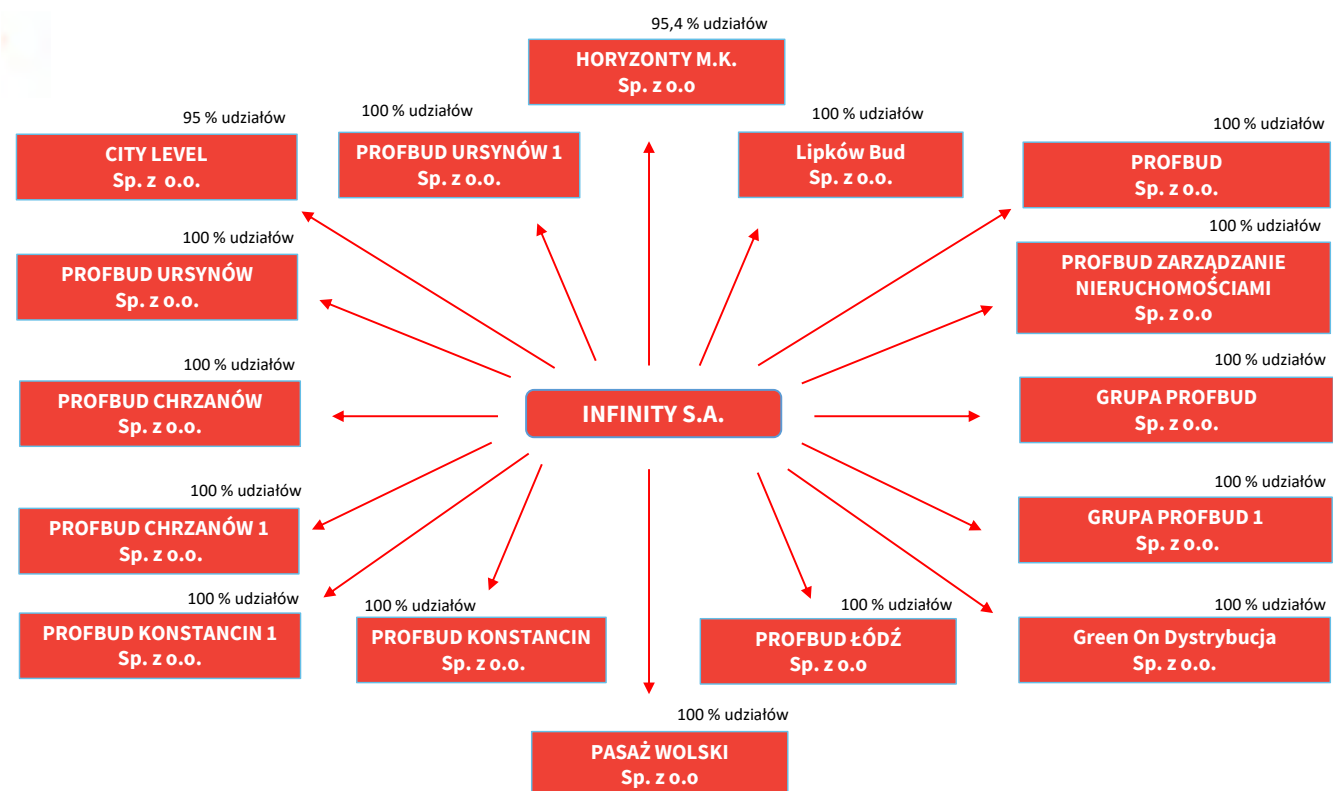 95,4 % udziałów
HORYZONTY M.K.
Sp. z o.o
95 % udziałów
CITY LEVEL
Sp. z  o.o.
100 % udziałów
PROFBUD URSYNÓW 1
Sp. z o.o.
100 % udziałów
Lipków Bud
Sp. z o.o.
100 % udziałów
PROFBUD
Sp. z o.o.
100 % udziałów
PROFBUD URSYNÓW
Sp. z o.o.
100 % udziałów
PROFBUD ZARZĄDZANIE
NIERUCHOMOŚCIAMI
Sp. z o.o
100 % udziałów
PROFBUD CHRZANÓW
Sp. z o.o.
INFINITY S.A.
100 % udziałów
GRUPA PROFBUD
Sp. z o.o.
100 % udziałów
PROFBUD CHRZANÓW 1
Sp. z o.o.
100 % udziałów
GRUPA PROFBUD 1
Sp. z o.o.
100 % udziałów
PROFBUD KONSTANCIN 1
Sp. z o.o.
100 % udziałów
PROFBUD KONSTANCIN
Sp. z o.o.
100 % udziałów
PROFBUD ŁÓDŹ
Sp. z o.o
100 % udziałów
Green On Dystrybucja
Sp. z o.o.
100 % udziałów
PASAŻ WOLSKI
Sp. z o.o